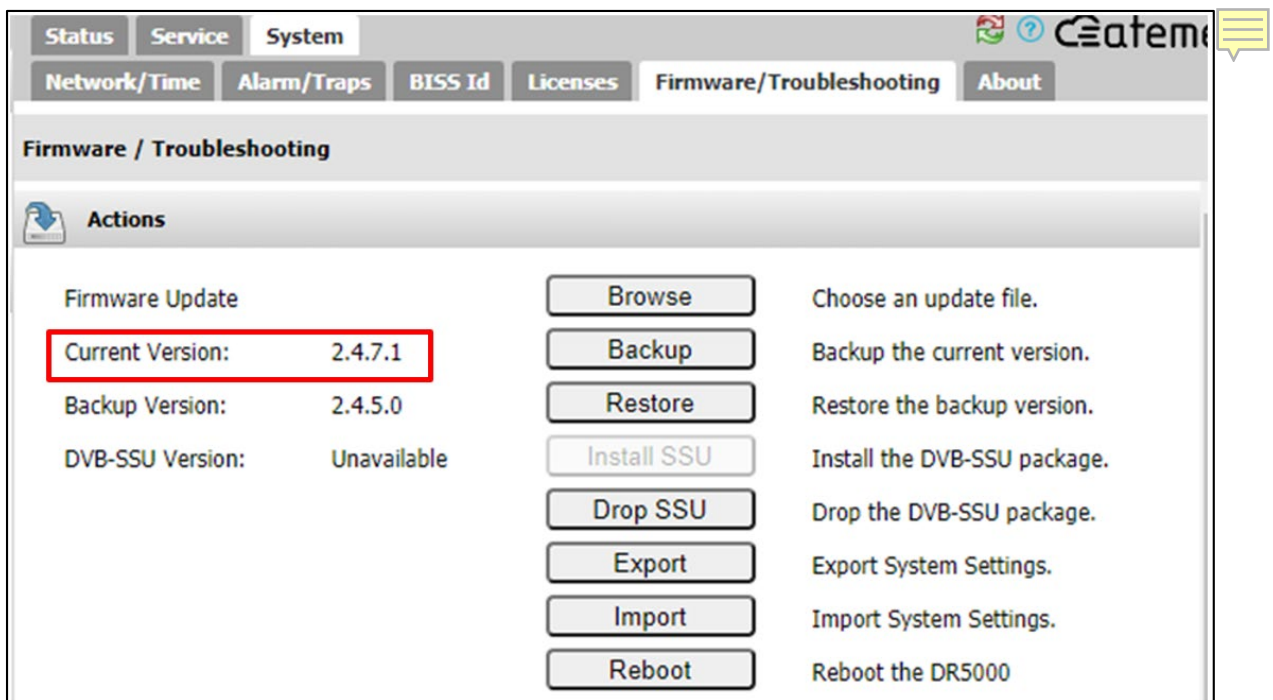 Status Service System ateme
Network/Time Alarm/Traps BISS Id Licenses Firmware/Troubleshooting About
Firmware / Troubleshooting
Actions
Firmware Update Browse Choose an update file.
Current Version: 2.4.7.1 Backup Backup the current version.
Backup Version: 2.4.5.0 Restore Restore the backup version.
DVB-SSU Version: Unavailable Install SSU Install the DVB-SSU package.
Drop SSU Drop the DVB-SSU package.
Export Export System Settings.
Import Import System Settings.
Reboot Reboot the DR5000